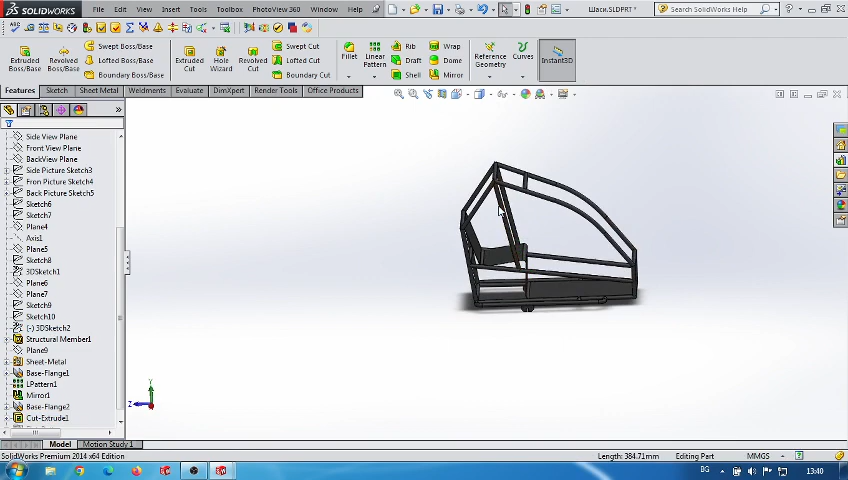 SOLIDWORKS
File Edit View Insert Tools Toolbox PhotoView 360 Window Help
Шаси.SLDPRT *
Search SolidWorks Help
Extruded Boss/Base
Revolved Boss/Base
Swept Boss/Base
Lofted Boss/Base
Boundary Boss/Base
Extruded Cut
Hole Wizard
Revolved Cut
Swept Cut
Lofted Cut
Boundary Cut
Fillet
Linear Pattern
Rib
Draft
Shell
Wrap
Dome
Mirror
Reference Geometry
Curves
Instant3D
Features Sketch Sheet Metal Weldments Evaluate DimXpert Render Tools Office Products
Side View Plane
Front View Plane
BackView Plane
Side Picture Sketch3
Fron Picture Sketch4
Back Picture Sketch5
Sketch6
Sketch7
Plane4
Axis1
Plane5
Sketch8
3DSketch1
Plane6
Plane7
Sketch9
Sketch10
(-) 3DSketch2
Structural Member1
Plane9
Sheet-Metal
Base-Flange1
LPattern1
Mirror1
Base-Flange2
Cut-Extrude1
Y
Z
Model Motion Study 1
SolidWorks Premium 2014 x64 Edition
Length: 384.71mm Editing Part MMGS
BG 13:40